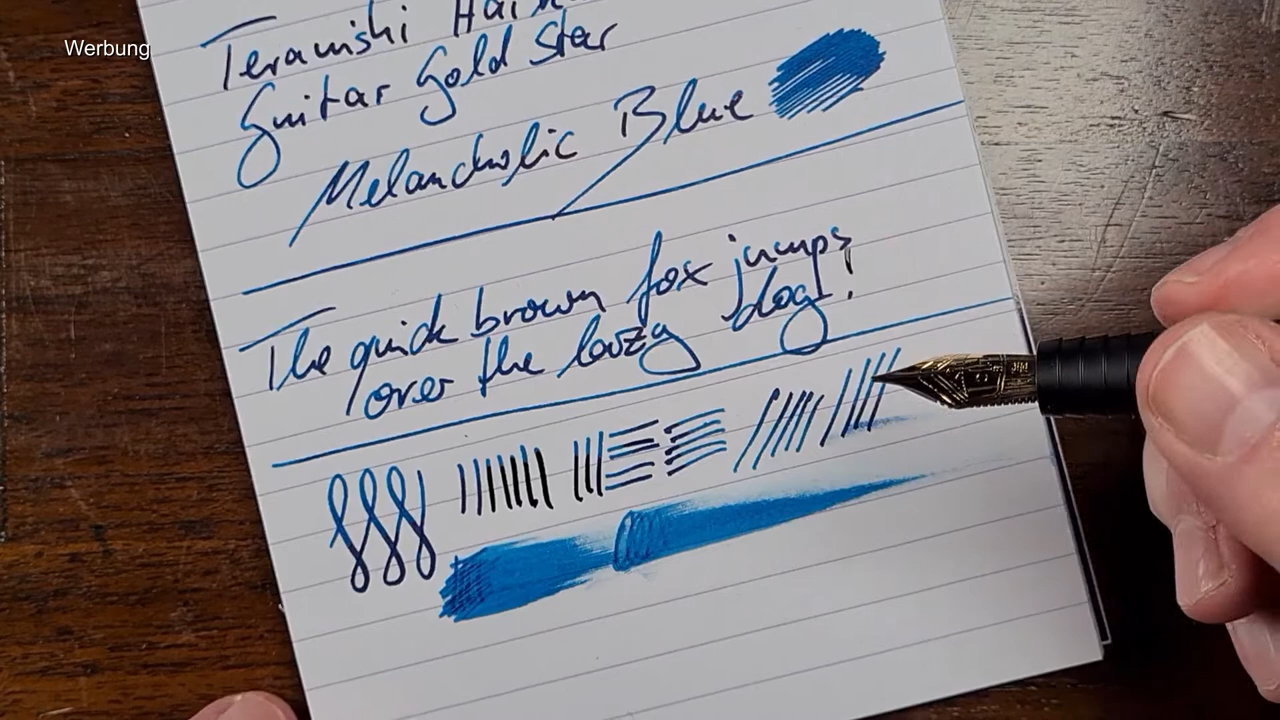 Werbung
Teranishi
Guitar Gold Star
Melancholic Blue
The quick brown fox jumps
over the lazy dog!